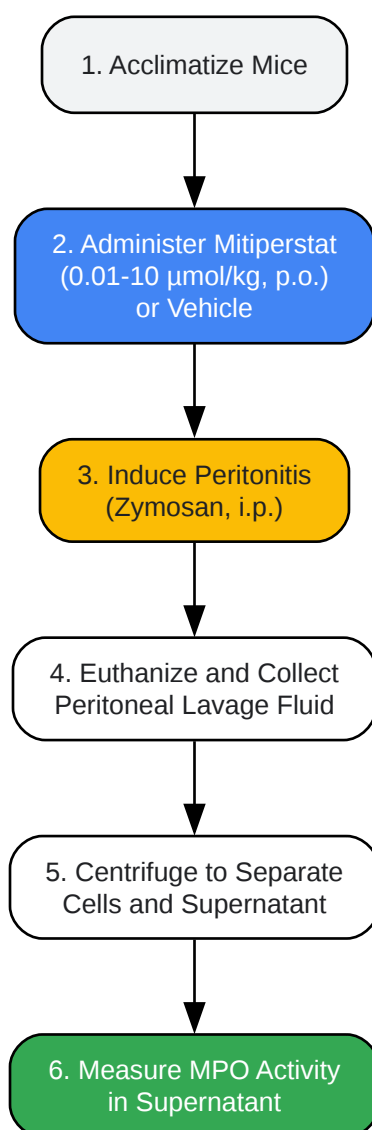 1. Acclimatize Mice
2. Administer Mitiperstat
(0.01-10 μmol/kg, p.o.)
or Vehicle
3. Induce Peritonitis
(Zymosan, i.p.)
4. Euthanize and Collect
Peritoneal Lavage Fluid
5. Centrifuge to Separate
Cells and Supernatant
6. Measure MPO Activity
in Supernatant